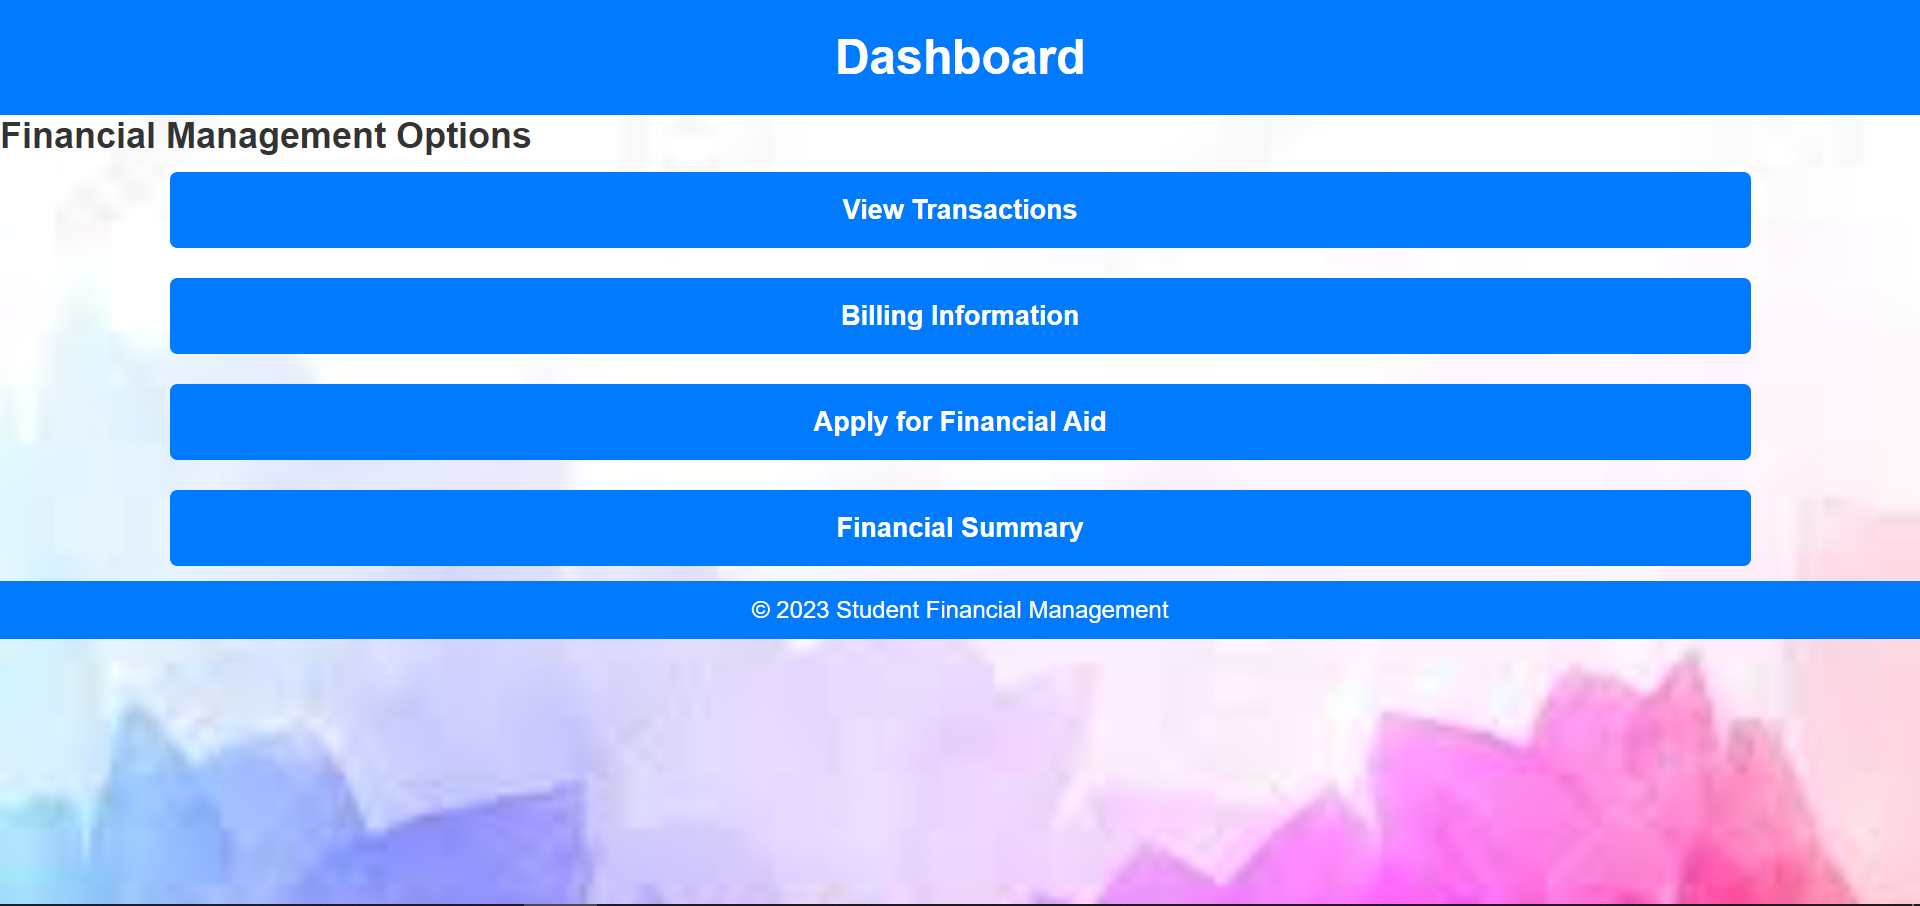 Dashboard
Financial Management Options
View Transactions
Billing Information
Apply for Financial Aid
Financial Summary
© 2023 Student Financial Management